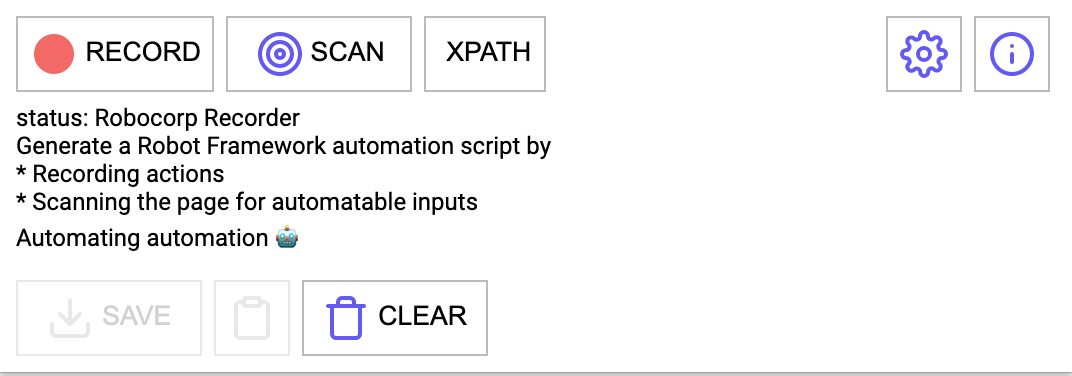 RECORD SCAN XPATH
status: Robocorp Recorder
Generate a Robot Framework automation script by
* Recording actions
* Scanning the page for automatable inputs
Automating automation 🤖
SAVE CLEAR